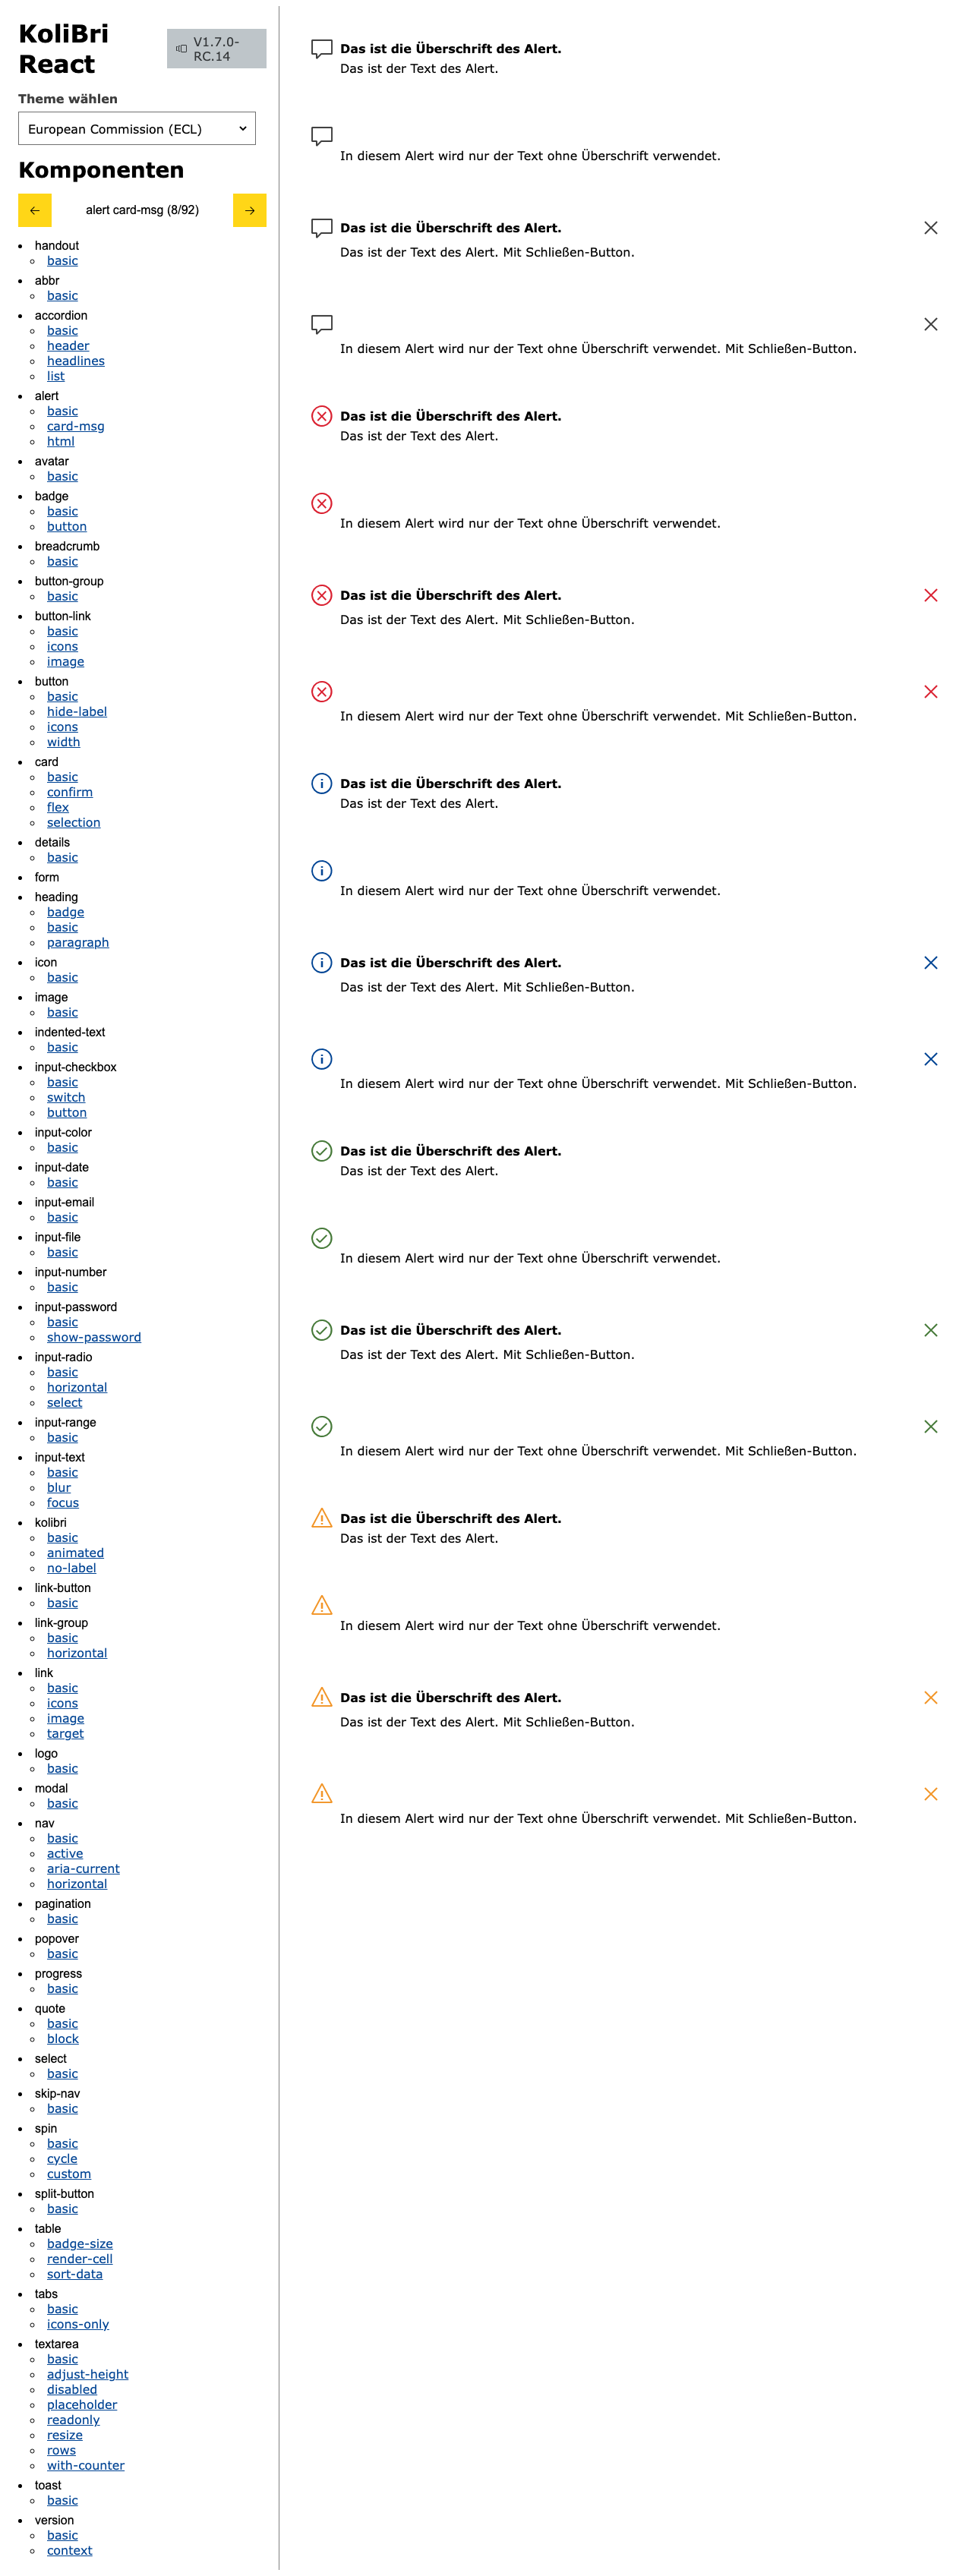 KoliBri
React
V1.7.0-
RC.14
Theme wählen
European Commission (ECL)
Komponenten
← alert card-msg (8/92) →
handout
basic
abbr
basic
accordion
basic
header
headlines
list
alert
basic
card-msg
html
avatar
basic
badge
basic
button
breadcrumb
basic
button-group
basic
button-link
basic
icons
image
button
basic
hide-label
icons
width
card
basic
confirm
flex
selection
details
basic
form
heading
badge
basic
paragraph
icon
basic
image
basic
indented-text
basic
input-checkbox
basic
switch
button
input-color
basic
input-date
basic
input-email
basic
input-file
basic
input-number
basic
input-password
basic
show-password
input-radio
basic
horizontal
select
input-range
basic
input-text
basic
blur
focus
kolibri
basic
animated
no-label
link-button
basic
link-group
basic
horizontal
link
basic
icons
image
target
logo
basic
modal
basic
nav
basic
active
aria-current
horizontal
pagination
basic
popover
basic
progress
basic
quote
basic
block
select
basic
skip-nav
basic
spin
basic
cycle
custom
split-button
basic
table
badge-size
render-cell
sort-data
tabs
basic
icons-only
textarea
basic
adjust-height
disabled
placeholder
readonly
resize
rows
with-counter
toast
basic
version
basic
context
Das ist die Überschrift des Alert.
Das ist der Text des Alert.
In diesem Alert wird nur der Text ohne Überschrift verwendet.
Das ist die Überschrift des Alert.
Das ist der Text des Alert. Mit Schließen-Button.
In diesem Alert wird nur der Text ohne Überschrift verwendet. Mit Schließen-Button.
Das ist die Überschrift des Alert.
Das ist der Text des Alert.
In diesem Alert wird nur der Text ohne Überschrift verwendet.
Das ist die Überschrift des Alert.
Das ist der Text des Alert. Mit Schließen-Button.
In diesem Alert wird nur der Text ohne Überschrift verwendet. Mit Schließen-Button.
Das ist die Überschrift des Alert.
Das ist der Text des Alert.
In diesem Alert wird nur der Text ohne Überschrift verwendet.
Das ist die Überschrift des Alert.
Das ist der Text des Alert. Mit Schließen-Button.
In diesem Alert wird nur der Text ohne Überschrift verwendet. Mit Schließen-Button.
Das ist die Überschrift des Alert.
Das ist der Text des Alert.
In diesem Alert wird nur der Text ohne Überschrift verwendet.
Das ist die Überschrift des Alert.
Das ist der Text des Alert. Mit Schließen-Button.
In diesem Alert wird nur der Text ohne Überschrift verwendet. Mit Schließen-Button.
Das ist die Überschrift des Alert.
Das ist der Text des Alert.
In diesem Alert wird nur der Text ohne Überschrift verwendet.
Das ist die Überschrift des Alert.
Das ist der Text des Alert. Mit Schließen-Button.
In diesem Alert wird nur der Text ohne Überschrift verwendet. Mit Schließen-Button.